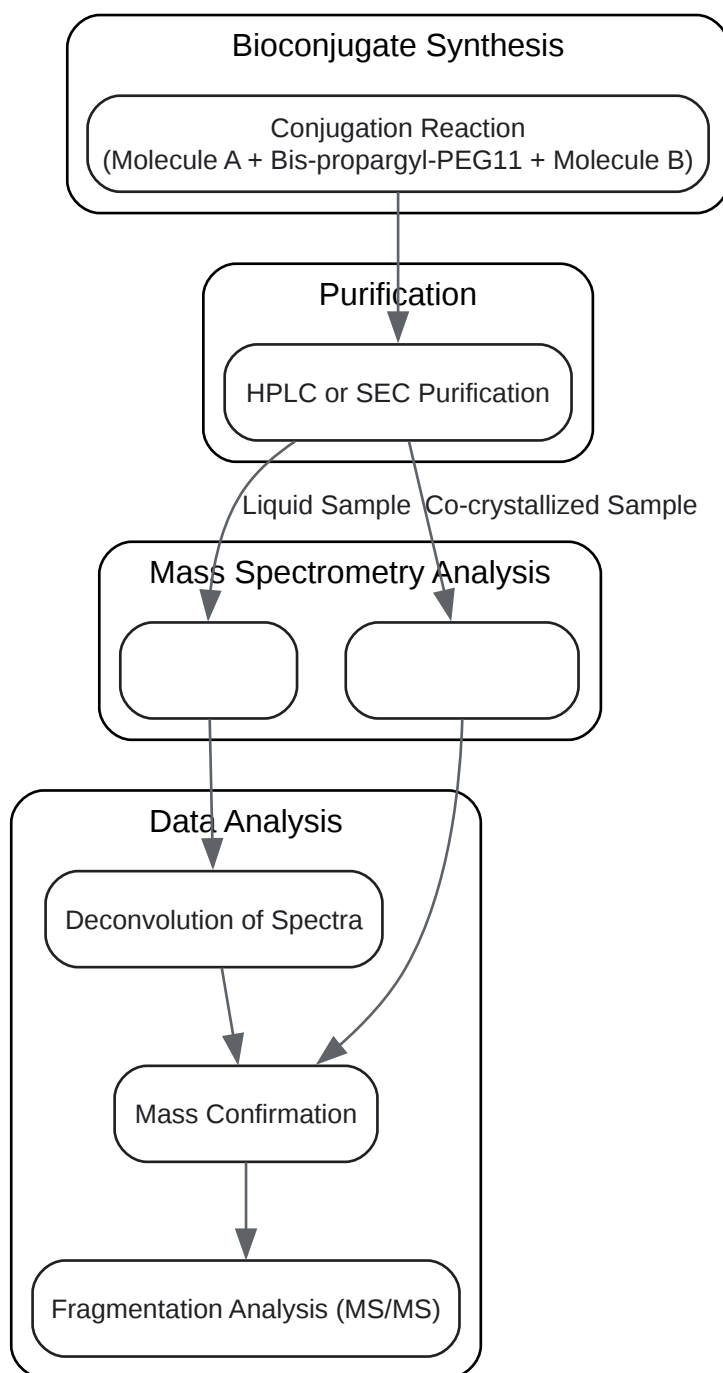 Bioconjugate Synthesis
Conjugation Reaction
(Molecule A + Bis-propargyl-PEG11 + Molecule B)
Purification
HPLC or SEC Purification
Liquid Sample
Co-crystallized Sample
Mass Spectrometry Analysis
Data Analysis
Deconvolution of Spectra
Mass Confirmation
Fragmentation Analysis (MS/MS)